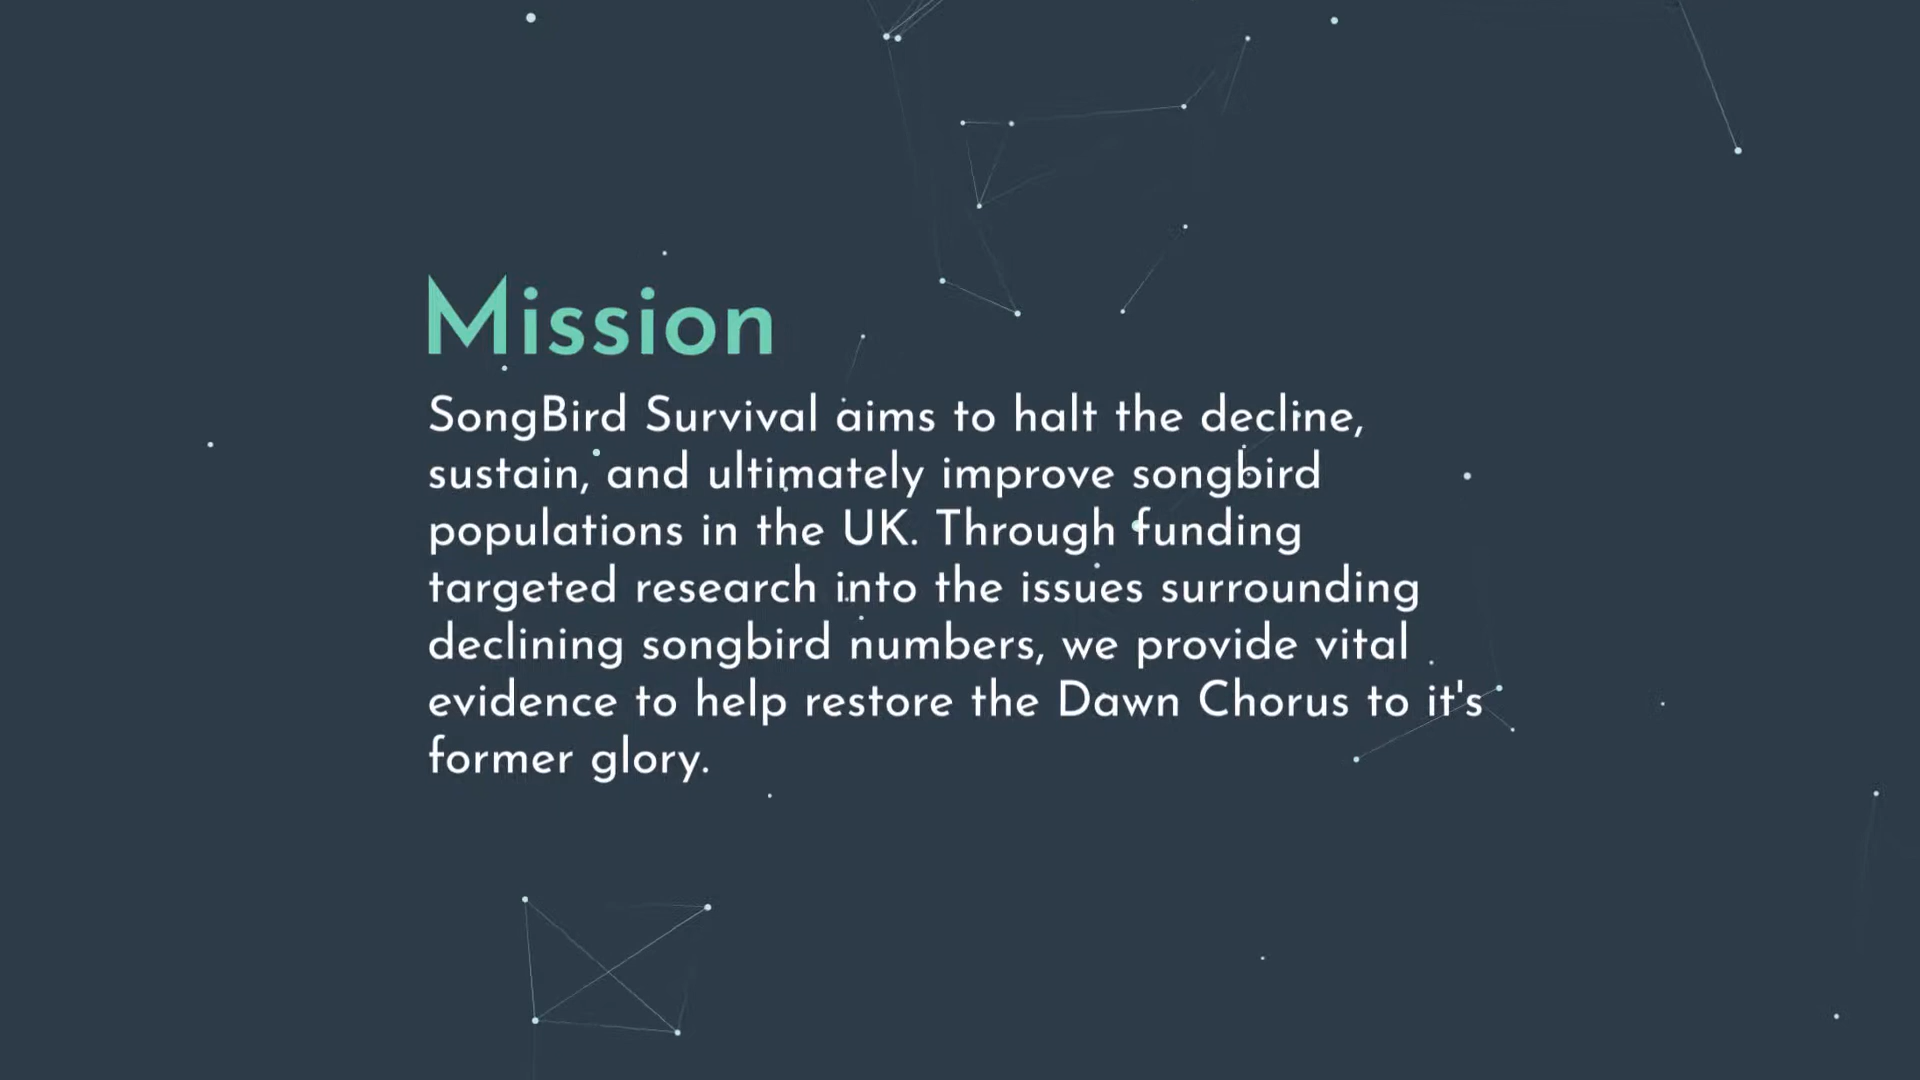 Mission
SongBird Survival aims to halt the decline,
sustain, and ultimately improve songbird
populations in the UK. Through funding
targeted research into the issues surrounding
declining songbird numbers, we provide vital
evidence to help restore the Dawn Chorus to it's
former glory.